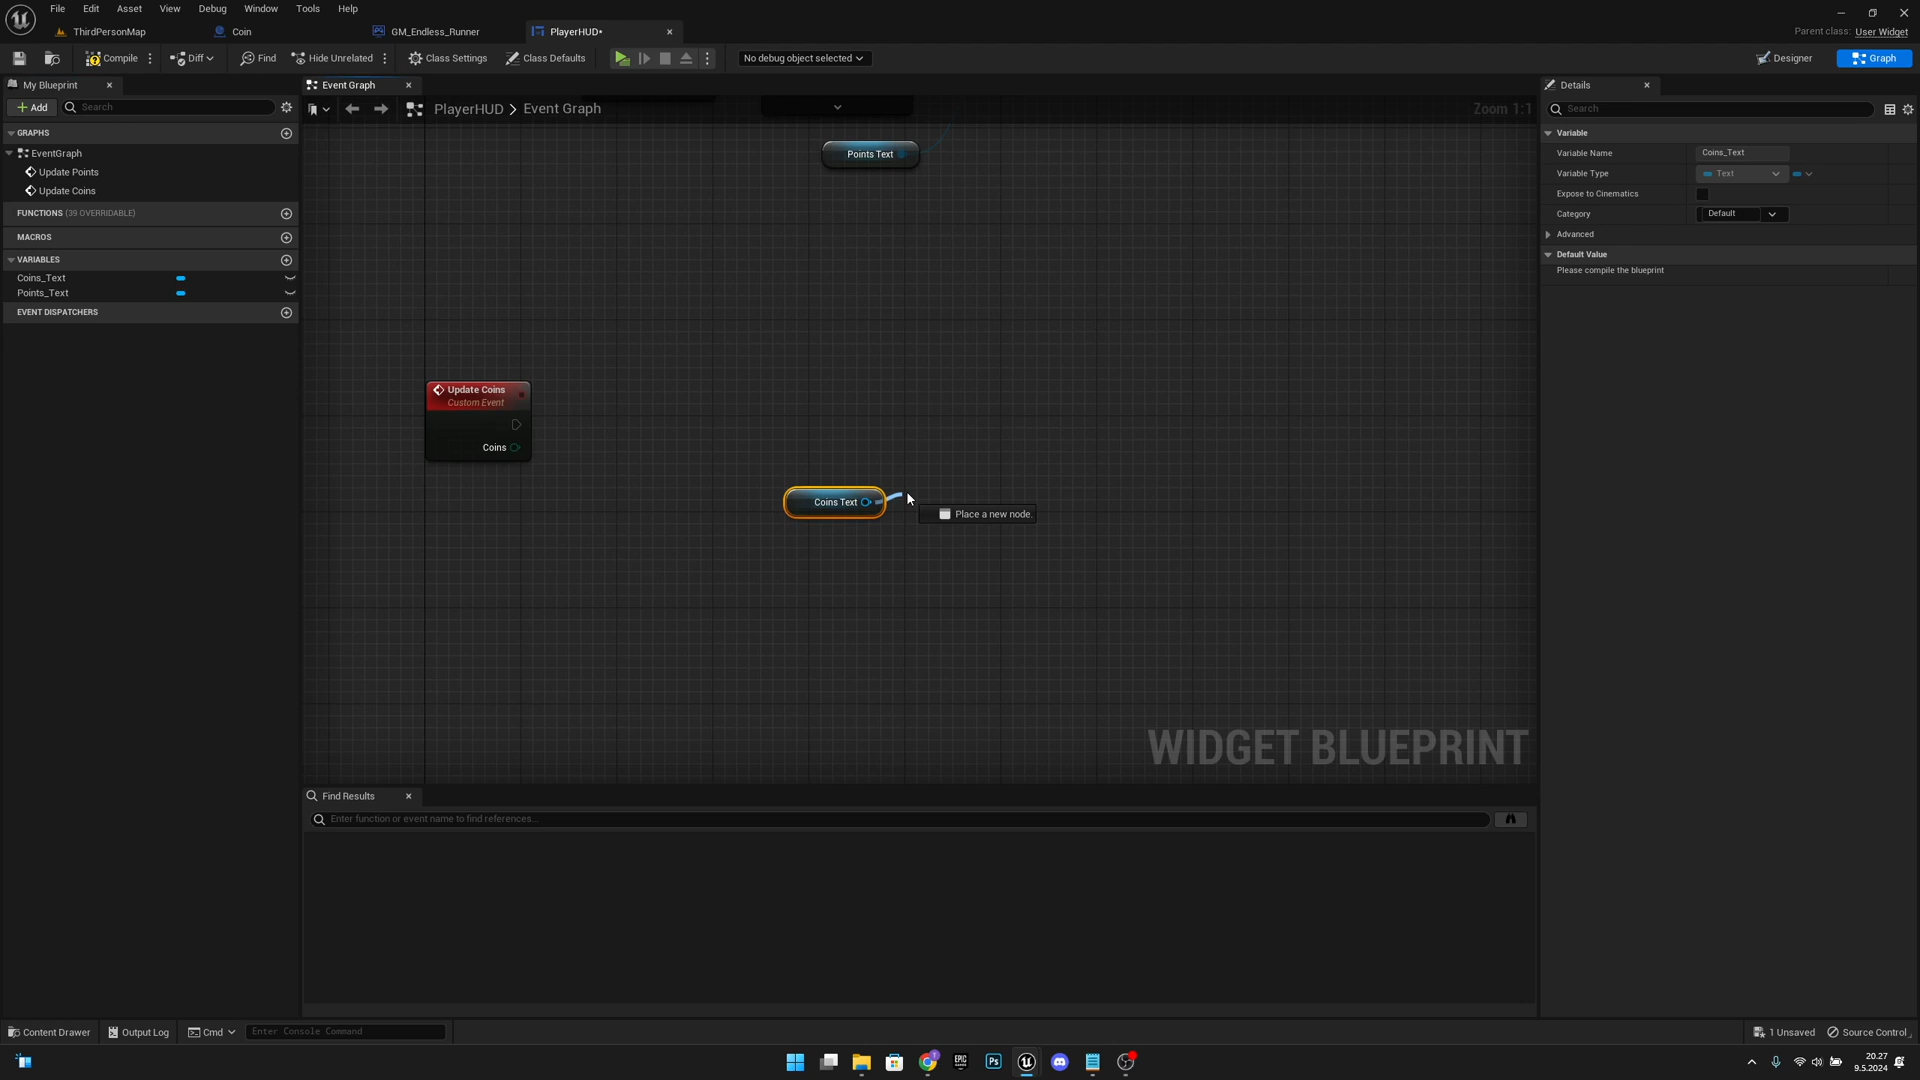 File Edit Asset View Debug Window Tools Help
ThirdPersonMap Coin GM_Endless_Runner PlayerHUD*
Parent class: User Widget
Compile Diff Find Hide Unrelated Class Settings Class Defaults No debug object selected Designer Graph
My Blueprint
Add Search
GRAPHS
EventGraph
Update Points
Update Coins
FUNCTIONS (39 OVERRIDABLE)
MACROS
VARIABLES
Coins_Text
Points_Text
EVENT DISPATCHERS
Event Graph
PlayerHUD > Event Graph
Zoom 1:1
Points Text
Update Coins
Custom Event
Coins
Coins Text
Place a new node.
WIDGET BLUEPRINT
Find Results
Enter function or event name to find references...
Details
Search
Variable
Variable Name Coins_Text
Variable Type Text
Expose to Cinematics
Category Default
Advanced
Default Value
Please compile the blueprint
Content Drawer Output Log Cmd Enter Console Command
1 Unsaved Source Control
EPIC GAMES
Ps
20.27
9.5.2024